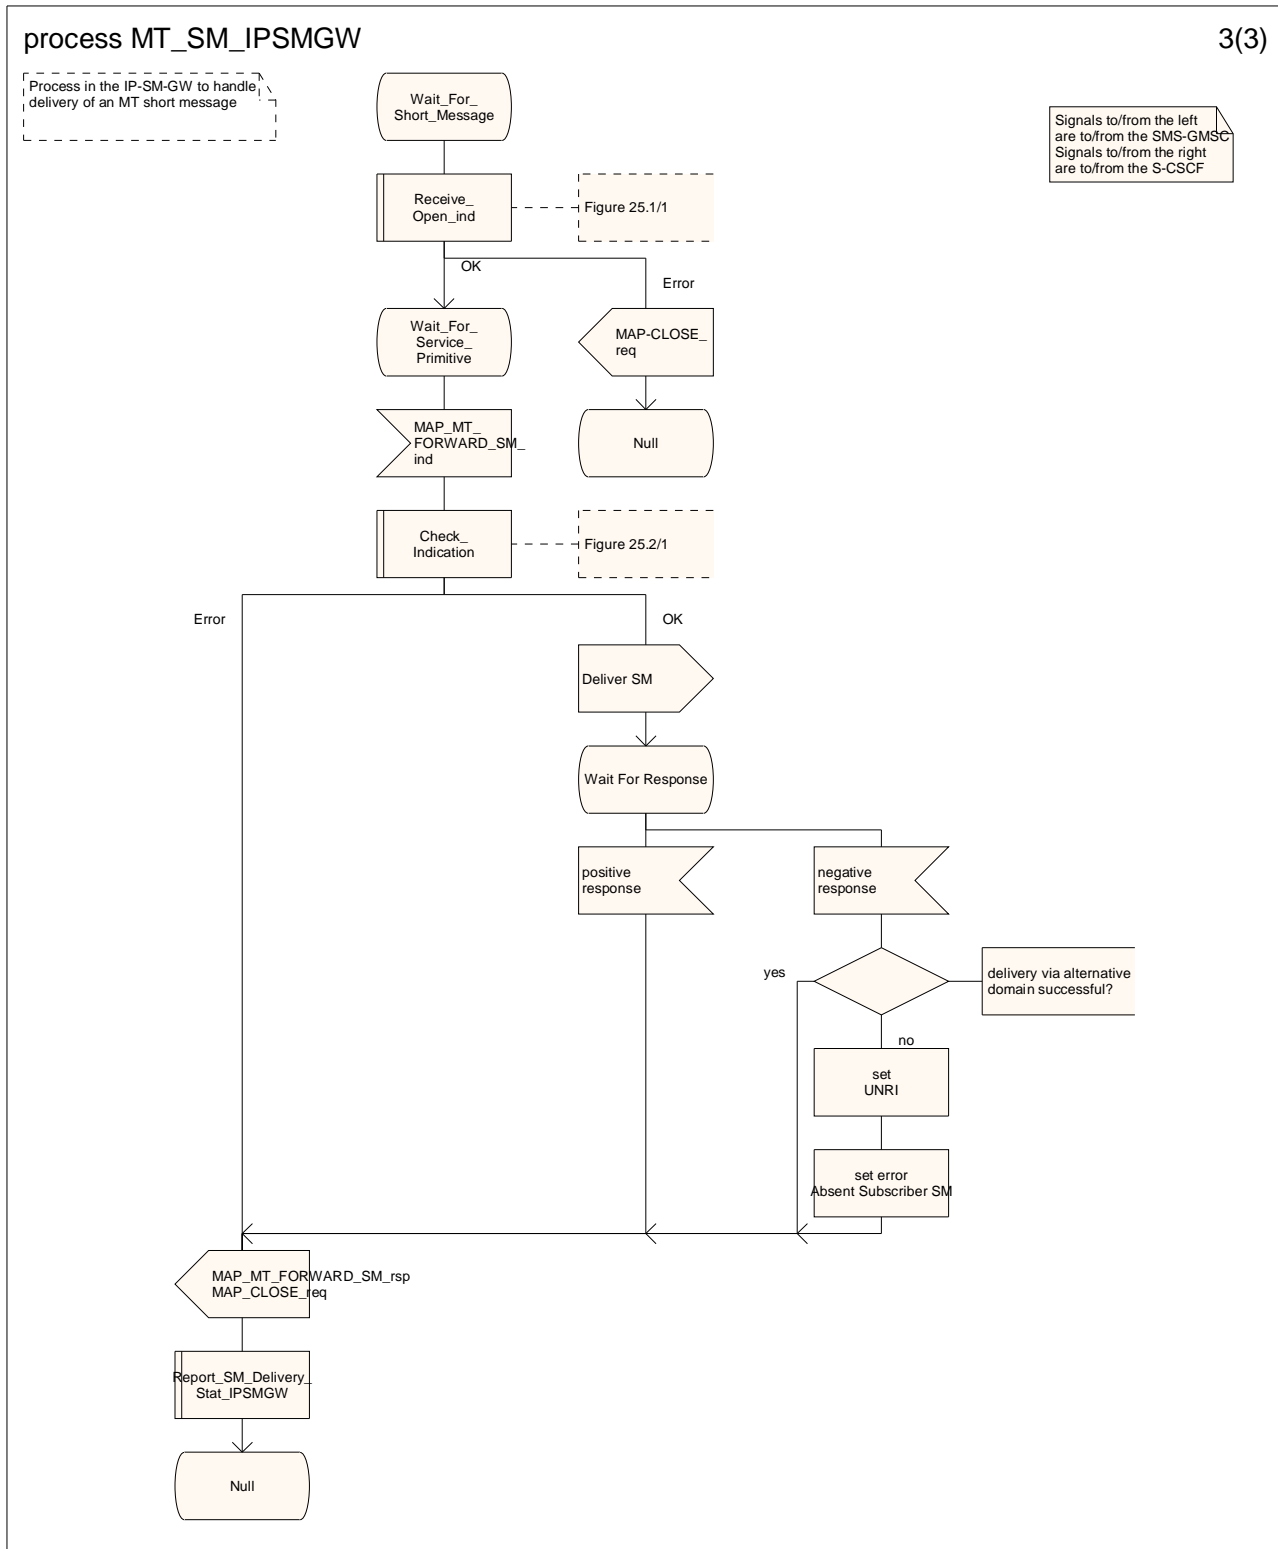 process MT_SM_IPSMGW
3(3)
Process in the IP-SM-GW to handle
delivery of an MT short message
Wait_For_
Short_Message
Signals to/from the left
are to/from the SMS-GMSC
Signals to/from the right
are to/from the S-CSCF
Receive_
Open_ind
Figure 25.1/1
OK
Error
Wait_For_
Service_
Primitive
MAP-CLOSE_
req
MAP_MT_
FORWARD_SM_
ind
Null
Check_
Indication
Figure 25.2/1
Error
OK
Deliver SM
Wait For Response
positive
response
negative
response
yes
delivery via alternative
domain successful?
no
set
UNRI
set error
Absent Subscriber SM
MAP_MT_FORWARD_SM_rsp
MAP_CLOSE_req
Report_SM_Delivery_
Stat_IPSMGW
Null